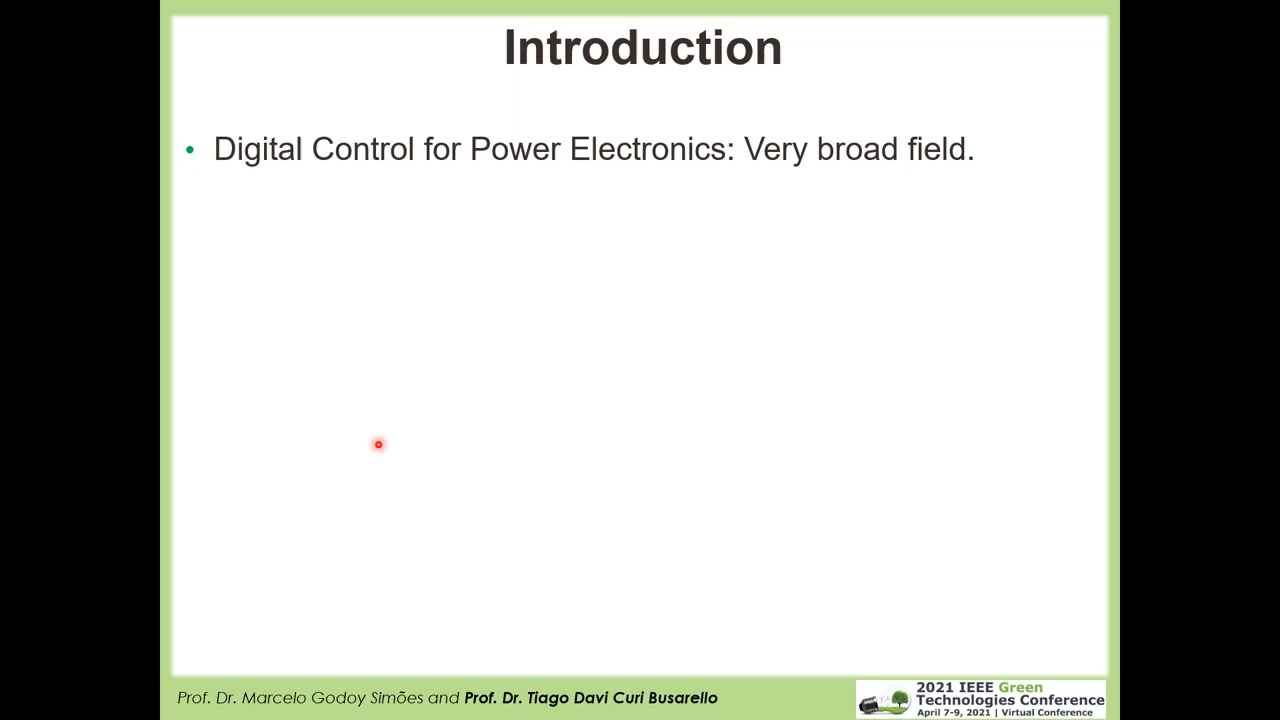 Introduction
• Digital Control for Power Electronics: Very broad field.
Prof. Dr. Marcelo Godoy Simões and Prof. Dr. Tiago Davi Curi Busarello
2021 IEEE Green
Technologies Conference
April 7-9, 2021 | Virtual Conference